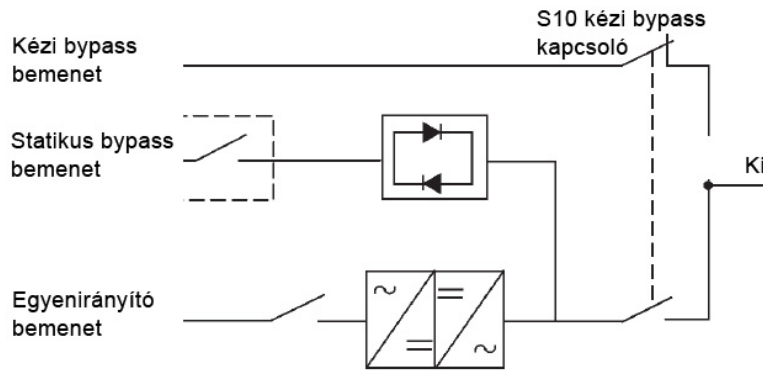 S10 kézi bypass
kapcsoló
Kézi bypass
bemenet
Statikus bypass
bemenet
Ki
Egyenirányító
bemenet